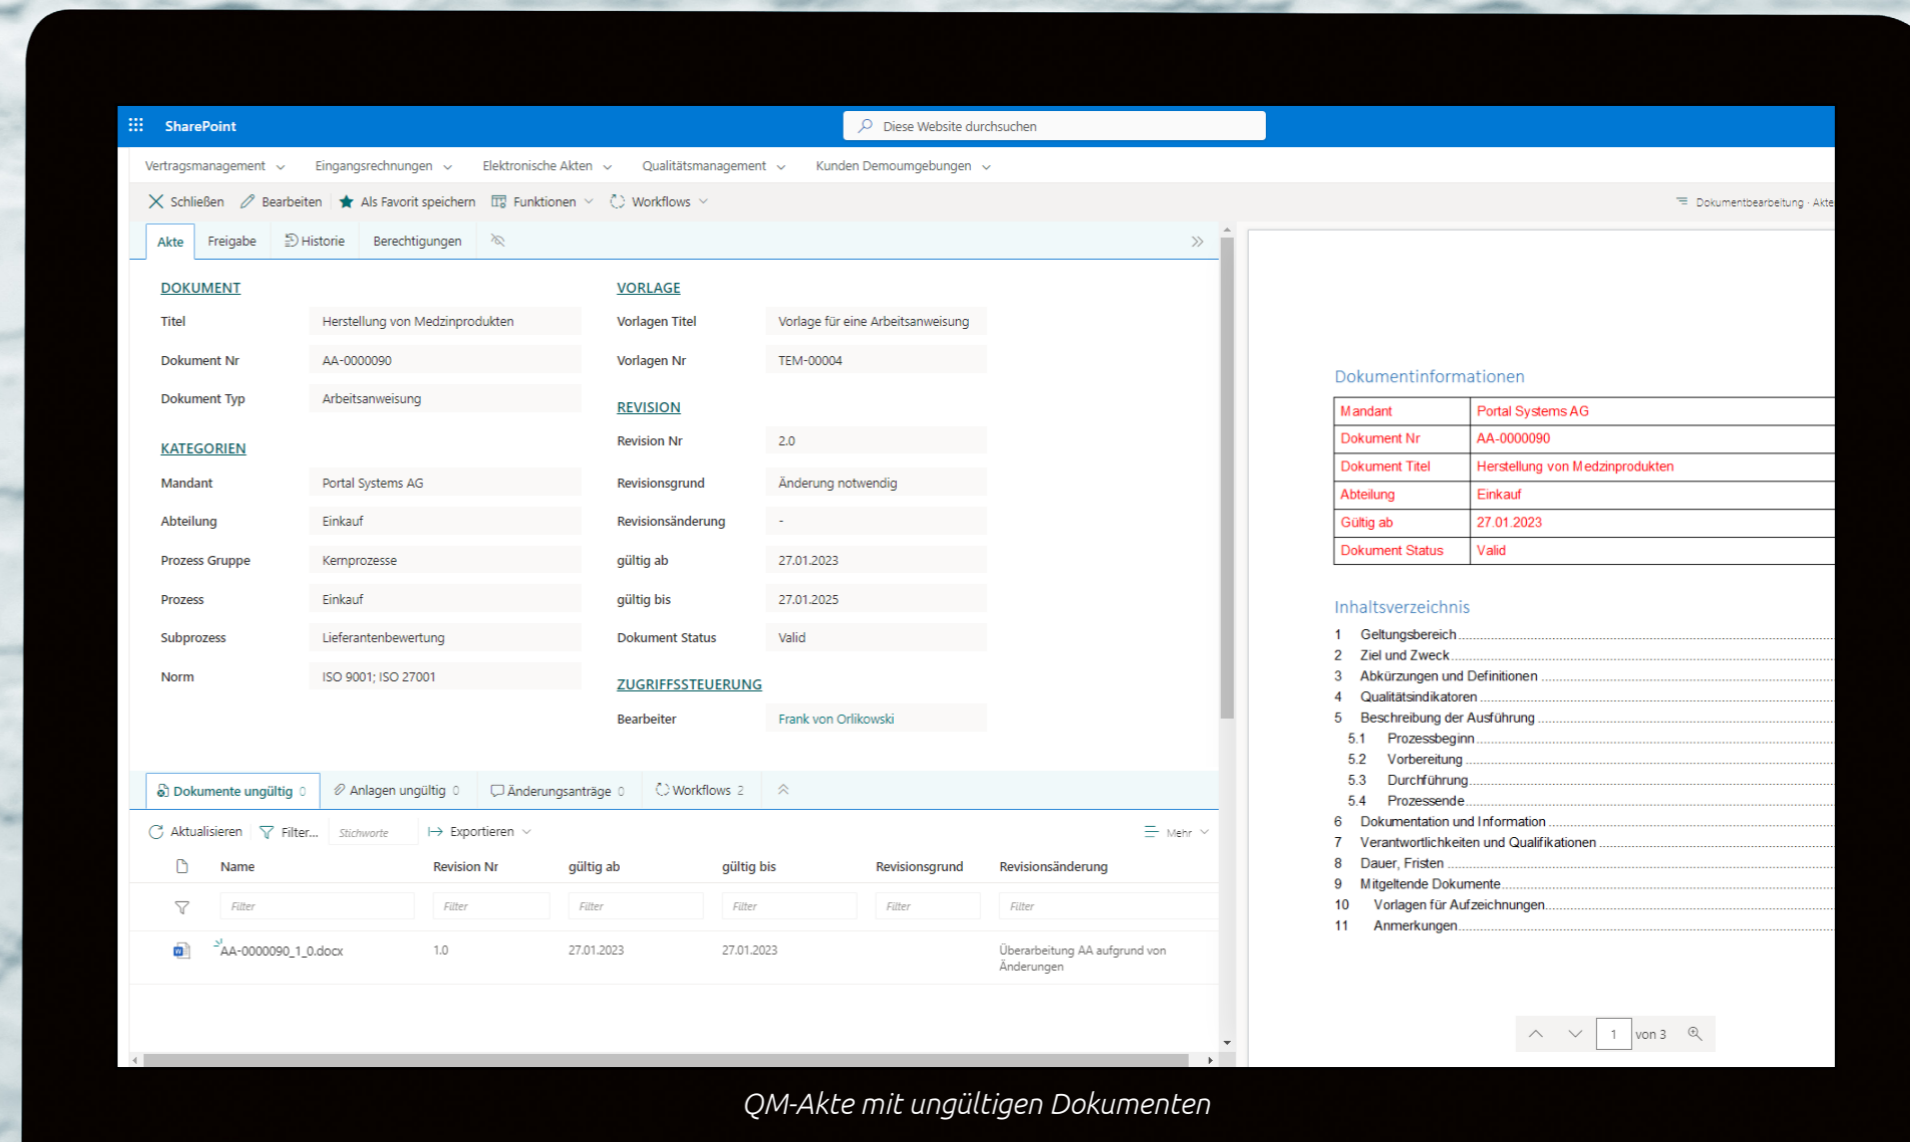 SharePoint
Diese Website durchsuchen
Vertragsmanagement Eingangsrechnungen Elektronische Akten Qualitätsmanagement Kunden Demoumgebungen
Schließen Bearbeiten Als Favorit speichern Funktionen Workflows Dokumentbearbeitung · Akte
Akte Freigabe Historie Berechtigungen
DOKUMENT
Titel Herstellung von Medzinprodukten
Dokument Nr AA-0000090
Dokument Typ Arbeitsanweisung
KATEGORIEN
Mandant Portal Systems AG
Abteilung Einkauf
Prozess Gruppe Kernprozesse
Prozess Einkauf
Subprozess Lieferantenbewertung
Norm ISO 9001; ISO 27001
VORLAGE
Vorlagen Titel Vorlage für eine Arbeitsanweisung
Vorlagen Nr TEM-00004
REVISION
Revision Nr 2.0
Revisionsgrund Änderung notwendig
Revisionsänderung -
gültig ab 27.01.2023
gültig bis 27.01.2025
Dokument Status Valid
ZUGRIFFSSTEUERUNG
Bearbeiter Frank von Orlikowski
Dokumente ungültig 0 Anlagen ungültig 0 Änderungsanträge 0 Workflows 2
Aktualisieren Filter... Stichworte Exportieren Mehr
Name Revision Nr gültig ab gültig bis Revisionsgrund Revisionsänderung
Filter Filter Filter Filter Filter Filter
AA-0000090_1_0.docx 1.0 27.01.2023 27.01.2023 Überarbeitung AA aufgrund von
Änderungen
Dokumentinformationen
Mandant Portal Systems AG
Dokument Nr AA-0000090
Dokument Titel Herstellung von Medzinprodukten
Abteilung Einkauf
Gültig ab 27.01.2023
Dokument Status Valid
Inhaltsverzeichnis
1 Geltungsbereich
2 Ziel und Zweck
3 Abkürzungen und Definitionen
4 Qualitätsindikatoren
5 Beschreibung der Ausführung
5.1 Prozessbeginn
5.2 Vorbereitung
5.3 Durchführung
5.4 Prozessende
6 Dokumentation und Information
7 Verantwortlichkeiten und Qualifikationen
8 Dauer, Fristen
9 Mitgeltende Dokumente
10 Vorlagen für Aufzeichnungen
11 Anmerkungen
1 von 3
QM-Akte mit ungültigen Dokumenten